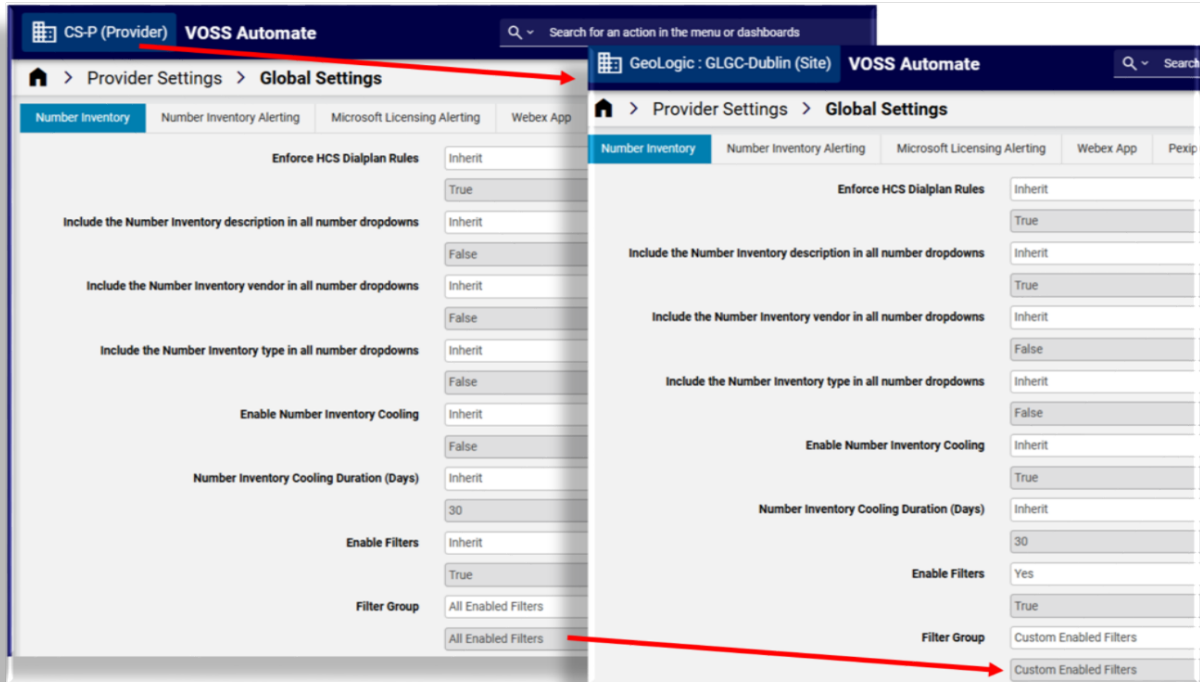 CS-P (Provider) VOSS Automate Search for an action in the menu or dashboards
Provider Settings > Global Settings
Number Inventory Number Inventory Alerting Microsoft Licensing Alerting Webex App
Enforce HCS Dialplan Rules Inherit
True
Include the Number Inventory description in all number dropdowns Inherit
False
Include the Number Inventory vendor in all number dropdowns Inherit
False
Include the Number Inventory type in all number dropdowns Inherit
False
Enable Number Inventory Cooling Inherit
False
Number Inventory Cooling Duration (Days) Inherit
30
Enable Filters Inherit
True
Filter Group All Enabled Filters
All Enabled Filters
GeoLogic : GLGC-Dublin (Site) VOSS Automate Search
Provider Settings > Global Settings
Number Inventory Number Inventory Alerting Microsoft Licensing Alerting Webex App Pexip
Enforce HCS Dialplan Rules Inherit
True
Include the Number Inventory description in all number dropdowns Inherit
True
Include the Number Inventory vendor in all number dropdowns Inherit
False
Include the Number Inventory type in all number dropdowns Inherit
False
Enable Number Inventory Cooling Inherit
True
Number Inventory Cooling Duration (Days) Inherit
30
Enable Filters Yes
True
Filter Group Custom Enabled Filters
Custom Enabled Filters